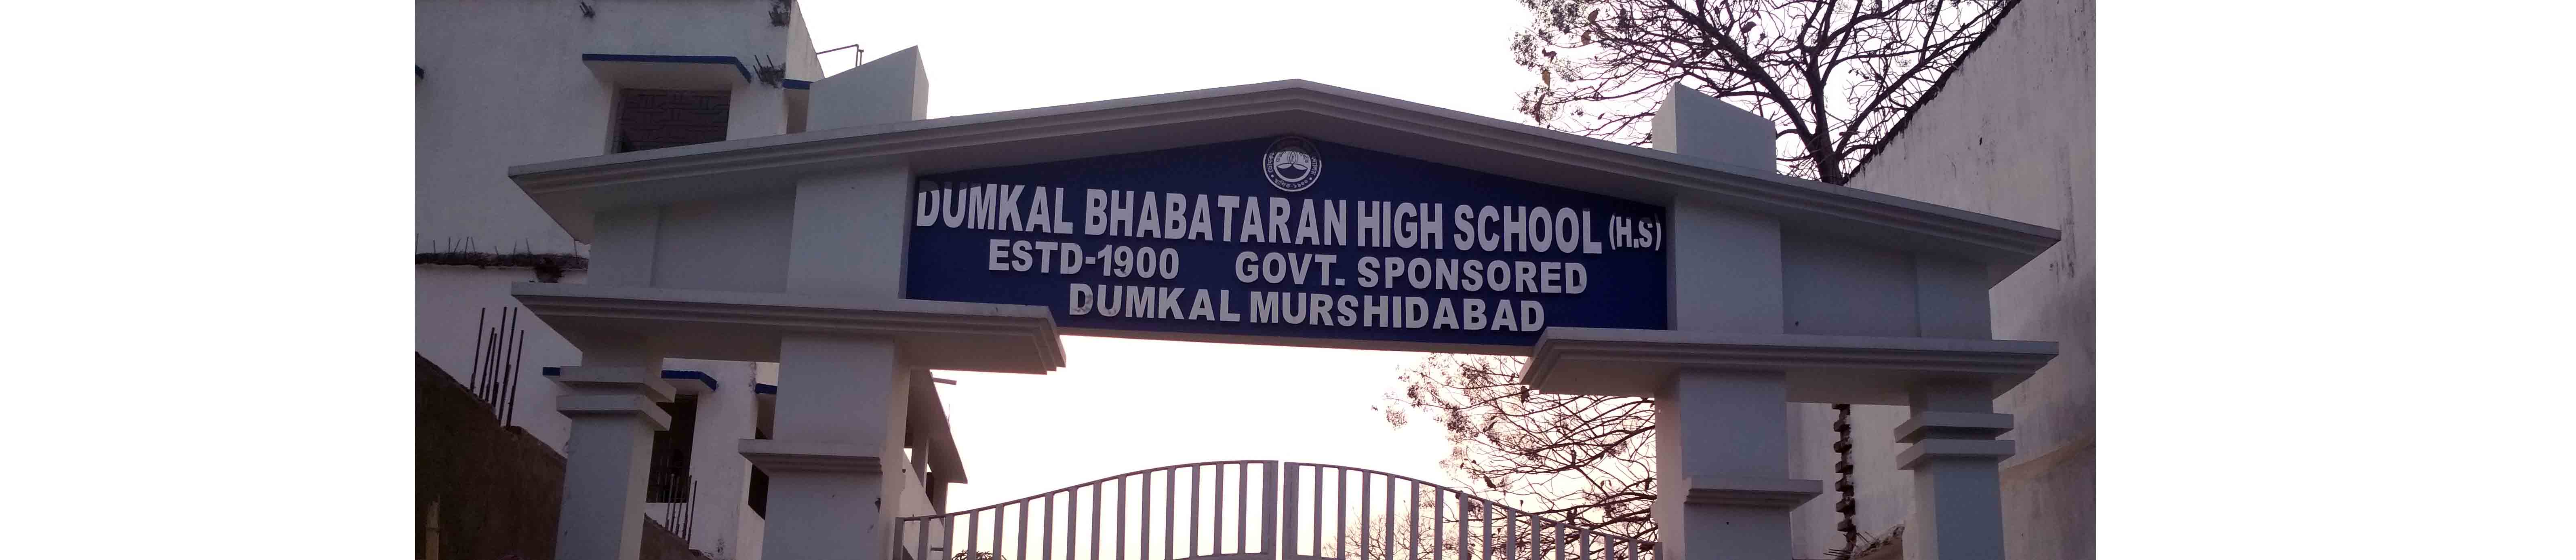 DUMKAL BHABATARAN HIGH SCHOOL (H.S)
ESTD-1900 GOVT. SPONSORED
DUMKAL MURSHIDABAD